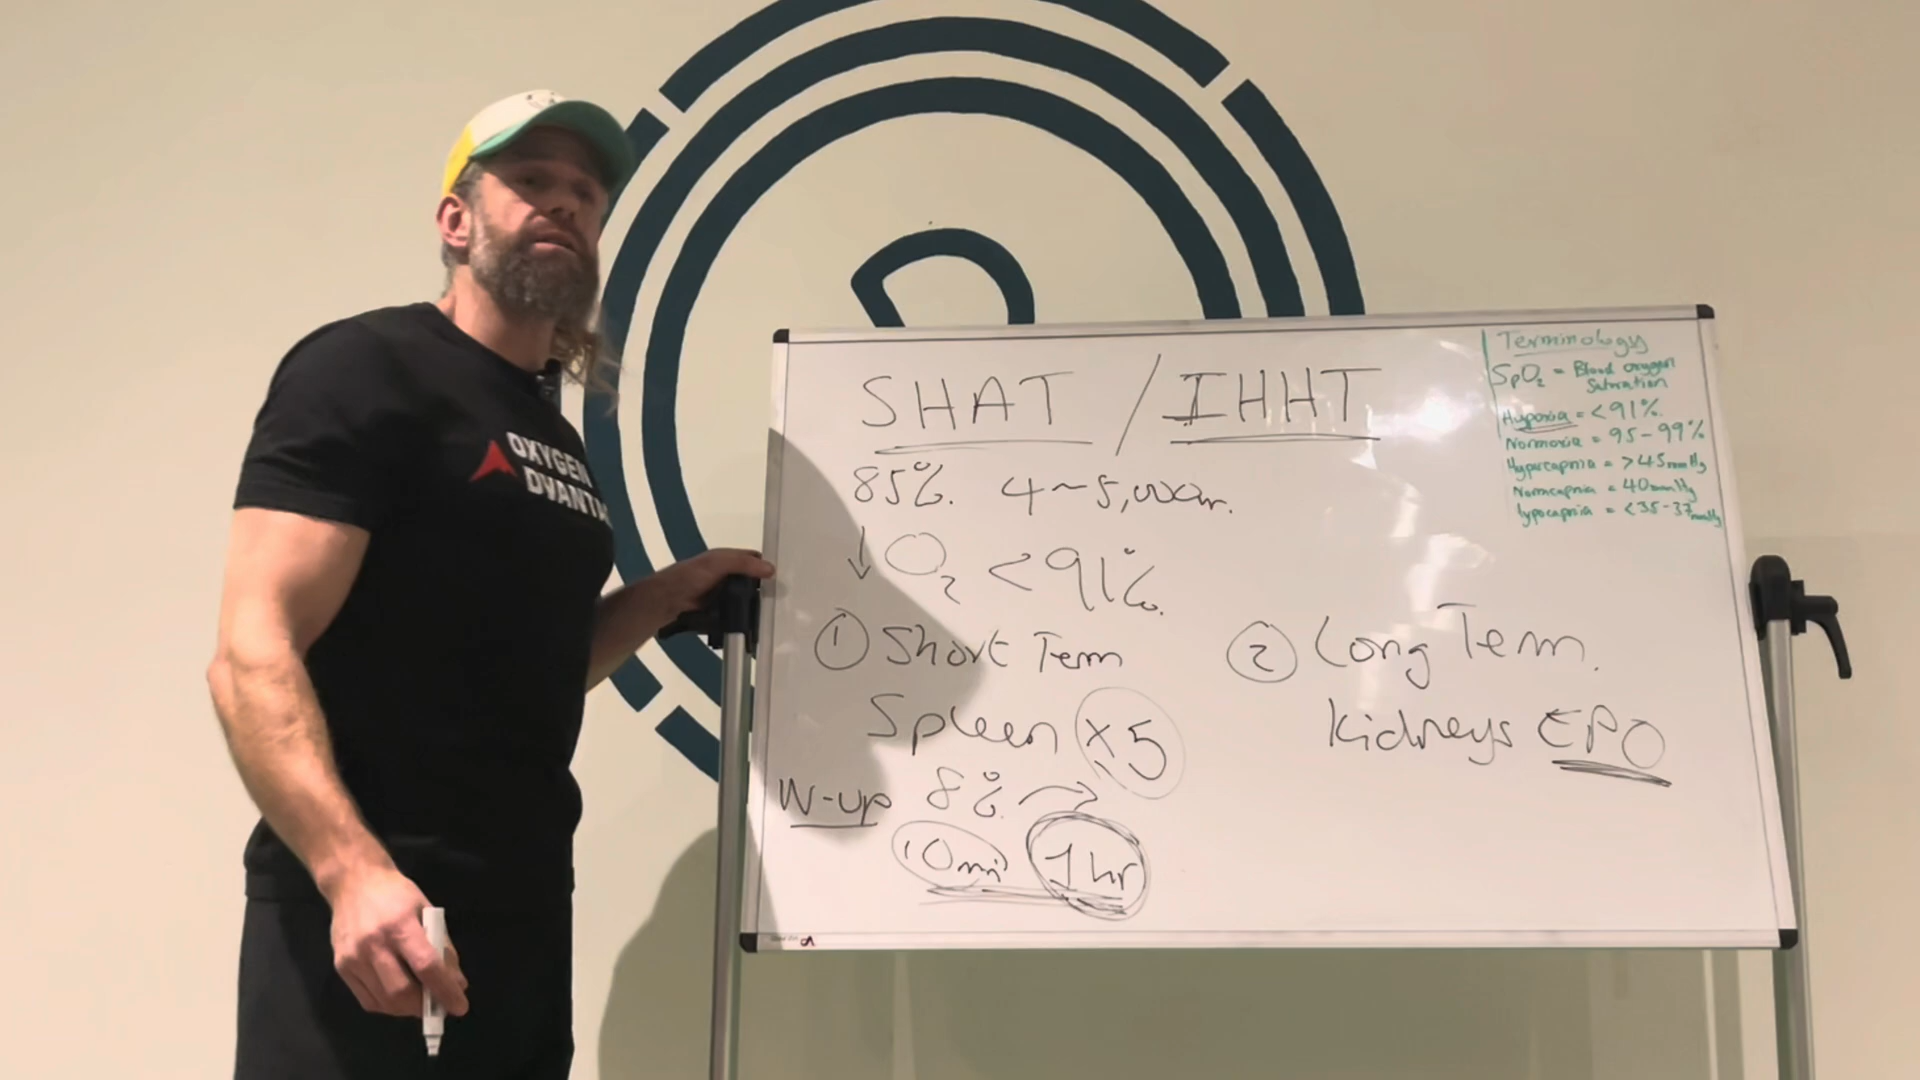 OXYGEN
DVANTA
SHAT / IHHT
85%. 4~5,000m.
↓ O₂ <91%.
① Short Term
Spleen x5
W-up 8%
10min 1hr
② Long Term.
Kidneys EPO
Terminology
SpO₂ = Blood oxygen
Saturation
Hypoxia = <91%.
Normoxia = 95-99%
Hypercapnia = >45mmHg
Normcapnia = 40mmHg
Hypocapnia = <35-37mmHg